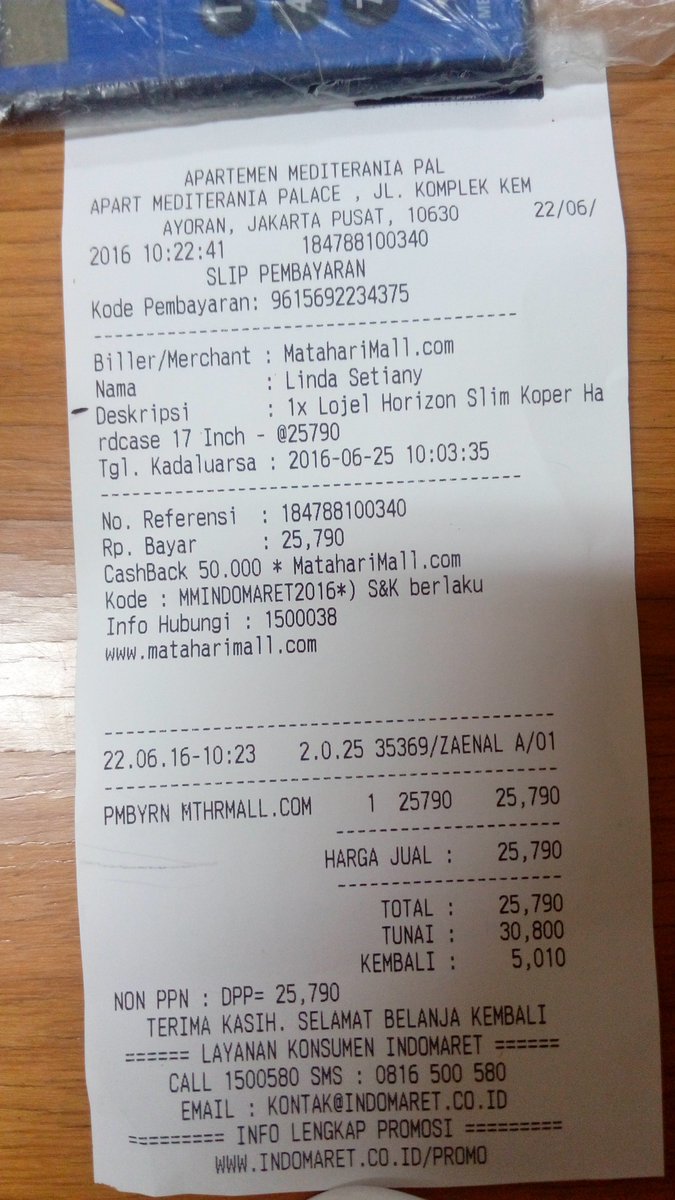 APARTEMEN MEDITERANIA PAL
APART MEDITERANIA PALACE , JL. KOMPLEK KEM
AYORAN, JAKARTA PUSAT, 10630 22/06/
2016 10:22:41 184788100340
SLIP PEMBAYARAN
Kode Pembayaran: 9615692234375
----------------------------------------
Biller/Merchant : MatahariMall.com
Nama : Linda Setiany
Deskripsi : 1x Lojel Horizon Slim Koper Ha
rdcase 17 Inch - @25790
Tgl. Kadaluarsa : 2016-06-25 10:03:35
----------------------------------------
No. Referensi : 184788100340
Rp. Bayar : 25,790
CashBack 50.000 * MatahariMall.com
Kode : MMINDOMARET2016*) S&K berlaku
Info Hubungi : 1500038
www.mataharimall.com
----------------------------------------
22.06.16-10:23 2.0.25 35369/ZAENAL A/01
----------------------------------------
PMBYRN MTHRMALL.COM 1 25790 25,790
--------------------
HARGA JUAL : 25,790
--------------------
TOTAL : 25,790
TUNAI : 30,800
KEMBALI : 5,010
NON PPN : DPP= 25,790
TERIMA KASIH. SELAMAT BELANJA KEMBALI
====== LAYANAN KONSUMEN INDOMARET ======
CALL 1500580 SMS : 0816 500 580
EMAIL : KONTAK@INDOMARET.CO.ID
========= INFO LENGKAP PROMOSI =========
WWW.INDOMARET.CO.ID/PROMO